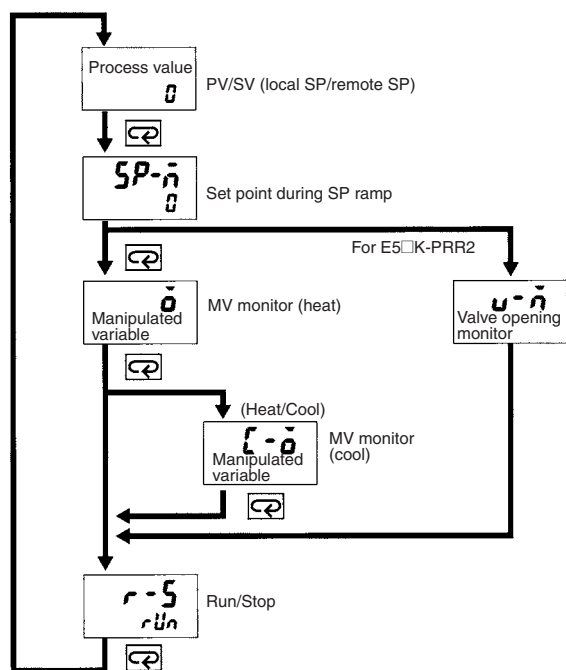 Process value
0
PV/SV (local SP/remote SP)
SP-m
0
Set point during SP ramp
For E5□K-PRR2
o
Manipulated
variable
MV monitor (heat)
u-m
Valve opening
monitor
(Heat/Cool)
C-o
Manipulated
variable
MV monitor
(cool)
r-S
rUn
Run/Stop